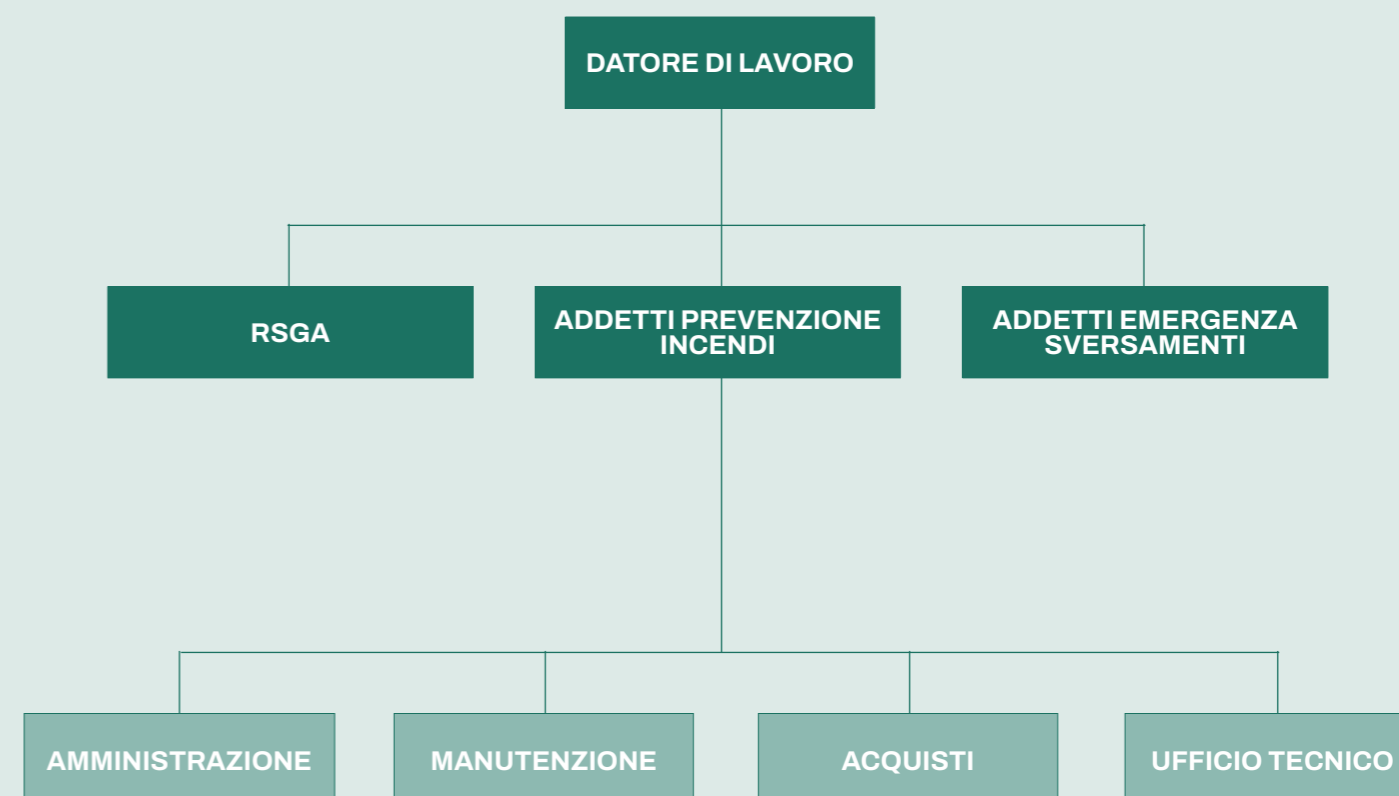 DATORE DI LAVORO
RSGA
ADDETTI PREVENZIONE
INCENDI
ADDETTI EMERGENZA
SVERSAMENTI
AMMINISTRAZIONE
MANUTENZIONE
ACQUISTI
UFFICIO TECNICO